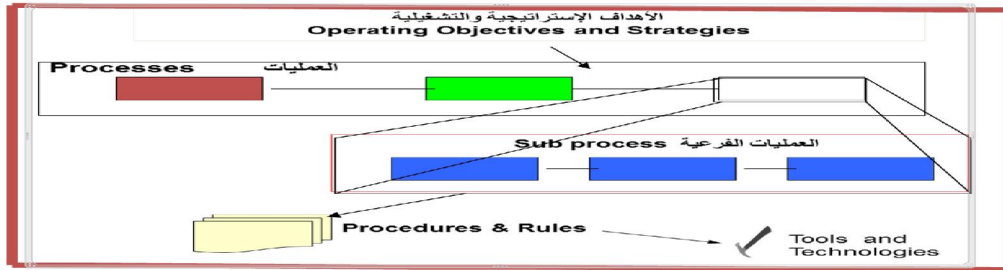 الأهداف الإستراتيجية والتشغيلية
Operating Objectives and Strategies
Processes العمليات
Sub process العمليات الفرعية
Procedures & Rules
Tools and
Technologies